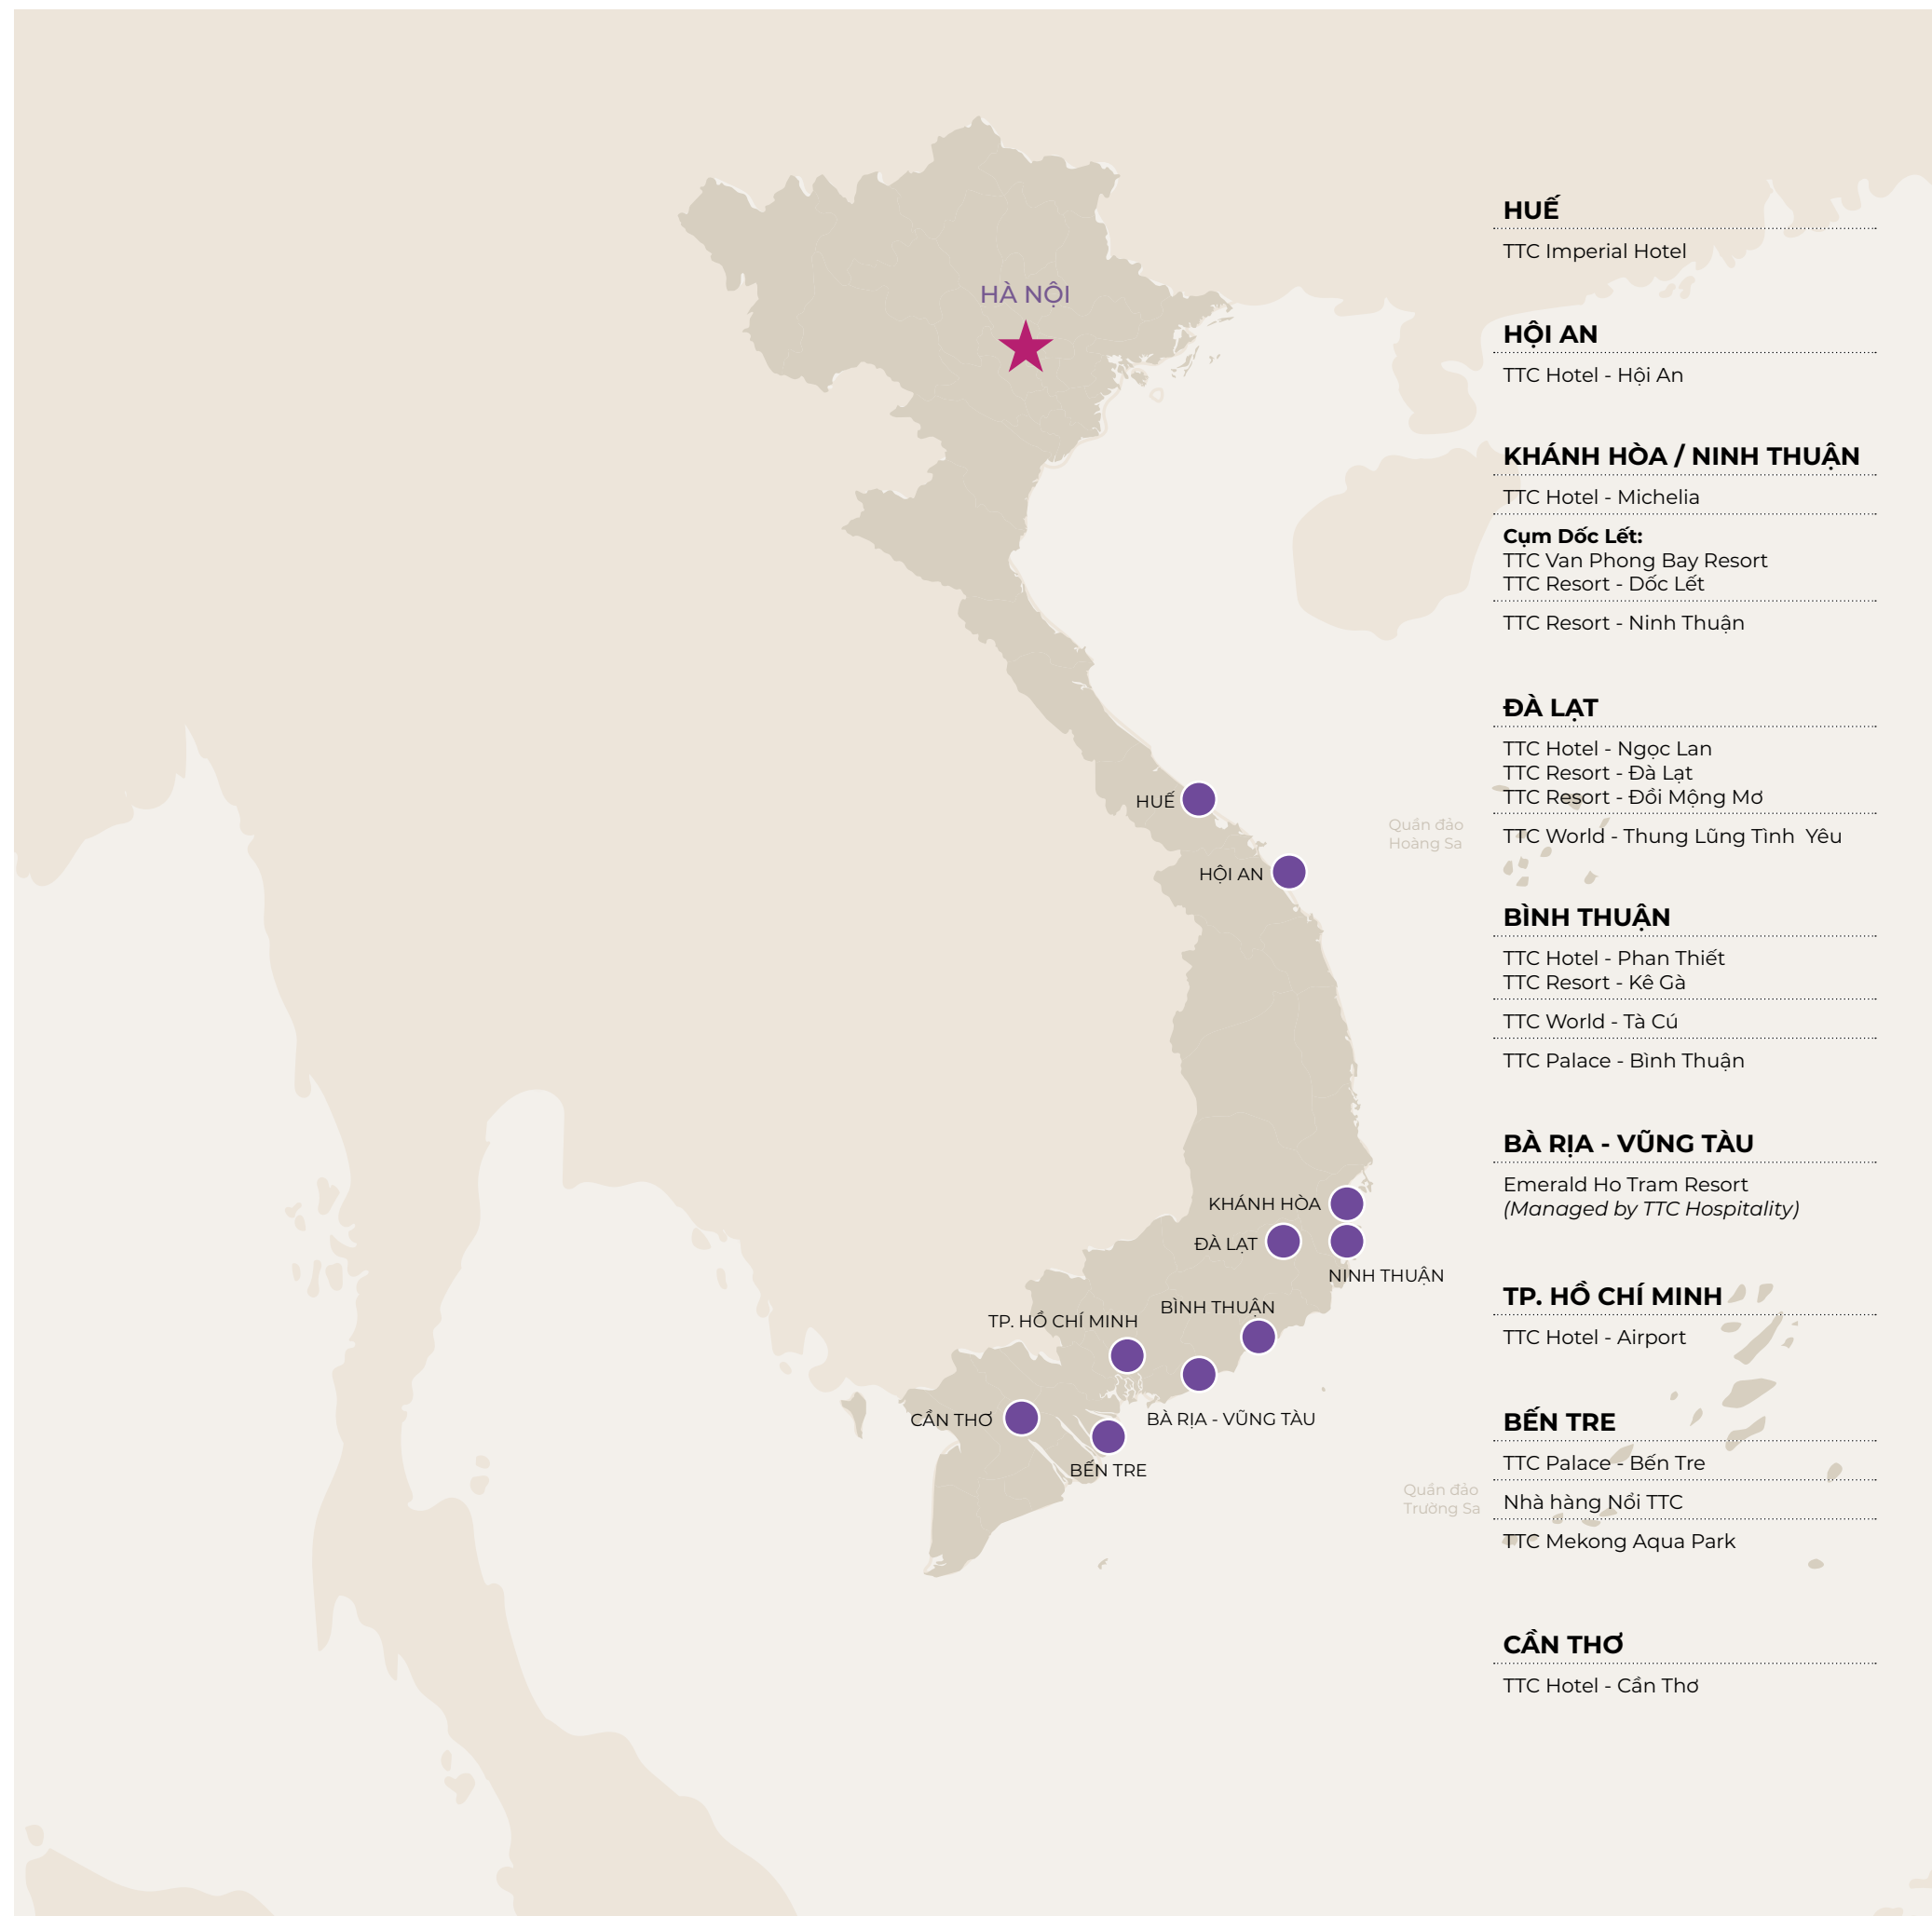 HÀ NỘI
HUẾ
HỘI AN
Quần đảo
Hoàng Sa
KHÁNH HÒA
ĐÀ LẠT
NINH THUẬN
BÌNH THUẬN
TP. HỒ CHÍ MINH
CẦN THƠ
BÀ RỊA - VŨNG TÀU
BẾN TRE
Quần đảo
Trường Sa
HUẾ
TTC Imperial Hotel
HỘI AN
TTC Hotel - Hội An
KHÁNH HÒA / NINH THUẬN
TTC Hotel - Michelia
Cụm Dốc Lết:
TTC Van Phong Bay Resort
TTC Resort - Dốc Lết
TTC Resort - Ninh Thuận
ĐÀ LẠT
TTC Hotel - Ngọc Lan
TTC Resort - Đà Lạt
TTC Resort - Đồi Mộng Mơ
TTC World - Thung Lũng Tình Yêu
BÌNH THUẬN
TTC Hotel - Phan Thiết
TTC Resort - Kê Gà
TTC World - Tà Cú
TTC Palace - Bình Thuận
BÀ RỊA - VŨNG TÀU
Emerald Ho Tram Resort
(Managed by TTC Hospitality)
TP. HỒ CHÍ MINH
TTC Hotel - Airport
BẾN TRE
TTC Palace - Bến Tre
Nhà hàng Nổi TTC
TTC Mekong Aqua Park
CẦN THƠ
TTC Hotel - Cần Thơ